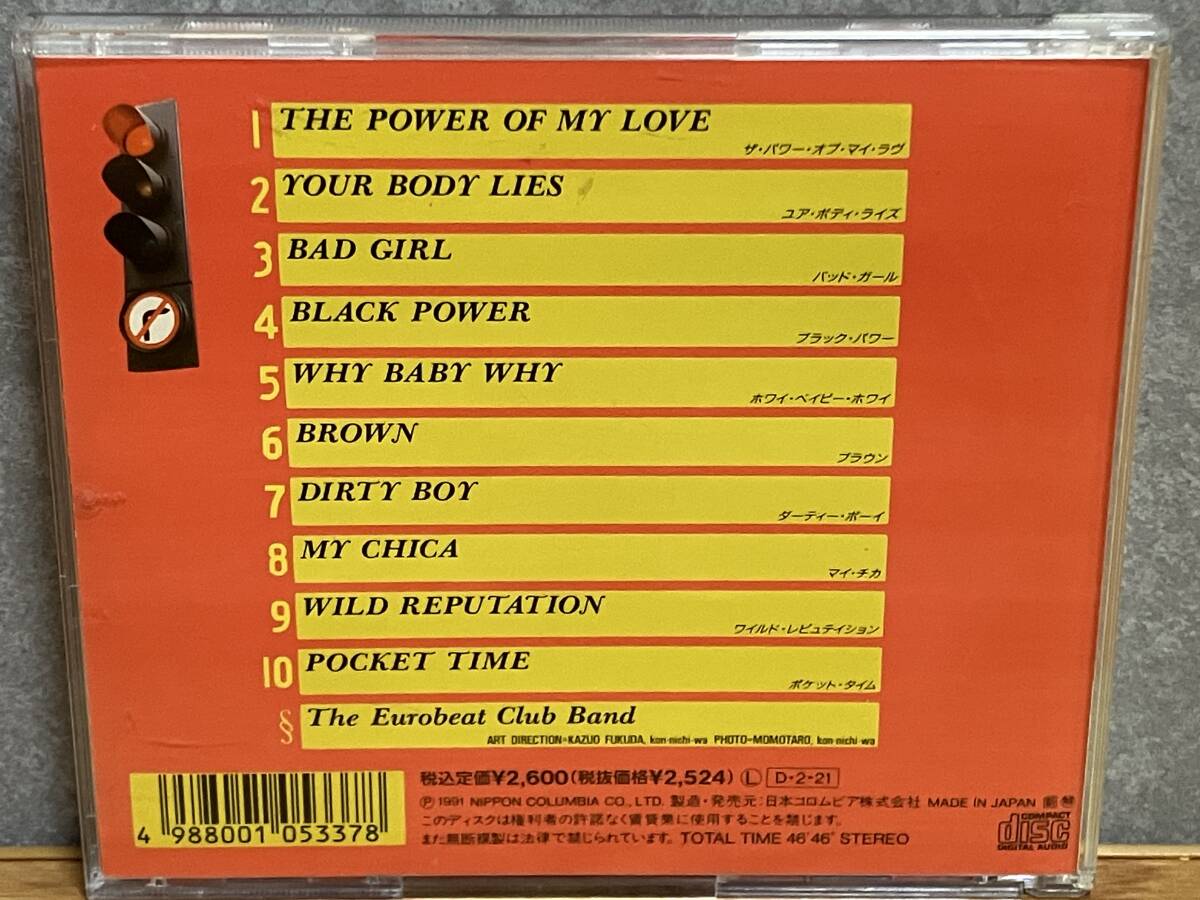 1 THE POWER OF MY LOVE
ザ・パワー・オブ・マイ・ラヴ
2 YOUR BODY LIES
ユア・ボディ・ライズ
3 BAD GIRL
バッド・ガール
4 BLACK POWER
ブラック・パワー
5 WHY BABY WHY
ホワイ・ベイビー・ホワイ
6 BROWN
ブラウン
7 DIRTY BOY
ダーティー・ボーイ
8 MY CHICA
マイ・チカ
9 WILD REPUTATION
ワイルド・レピュテイション
10 POCKET TIME
ポケット・タイム
§ The Eurobeat Club Band
ART DIRECTION=KAZUO FUKUDA, kon-nichi-wa PHOTO=MOMOTARO, kon-nichi-wa
税込定価¥2,600(税抜価格¥2,524) Ⓛ D・2・21
Ⓟ1991 NIPPON COLUMBIA CO., LTD. 製造・発売元:日本コロムビア株式会社 MADE IN JAPAN
このディスクは権利者の許諾なく賃貸業に使用することを禁じます。
また無断複製は法律で禁じられています。 TOTAL TIME 46'46" STEREO
4 988001 053378
COMPACT
disc
DIGITAL AUDIO